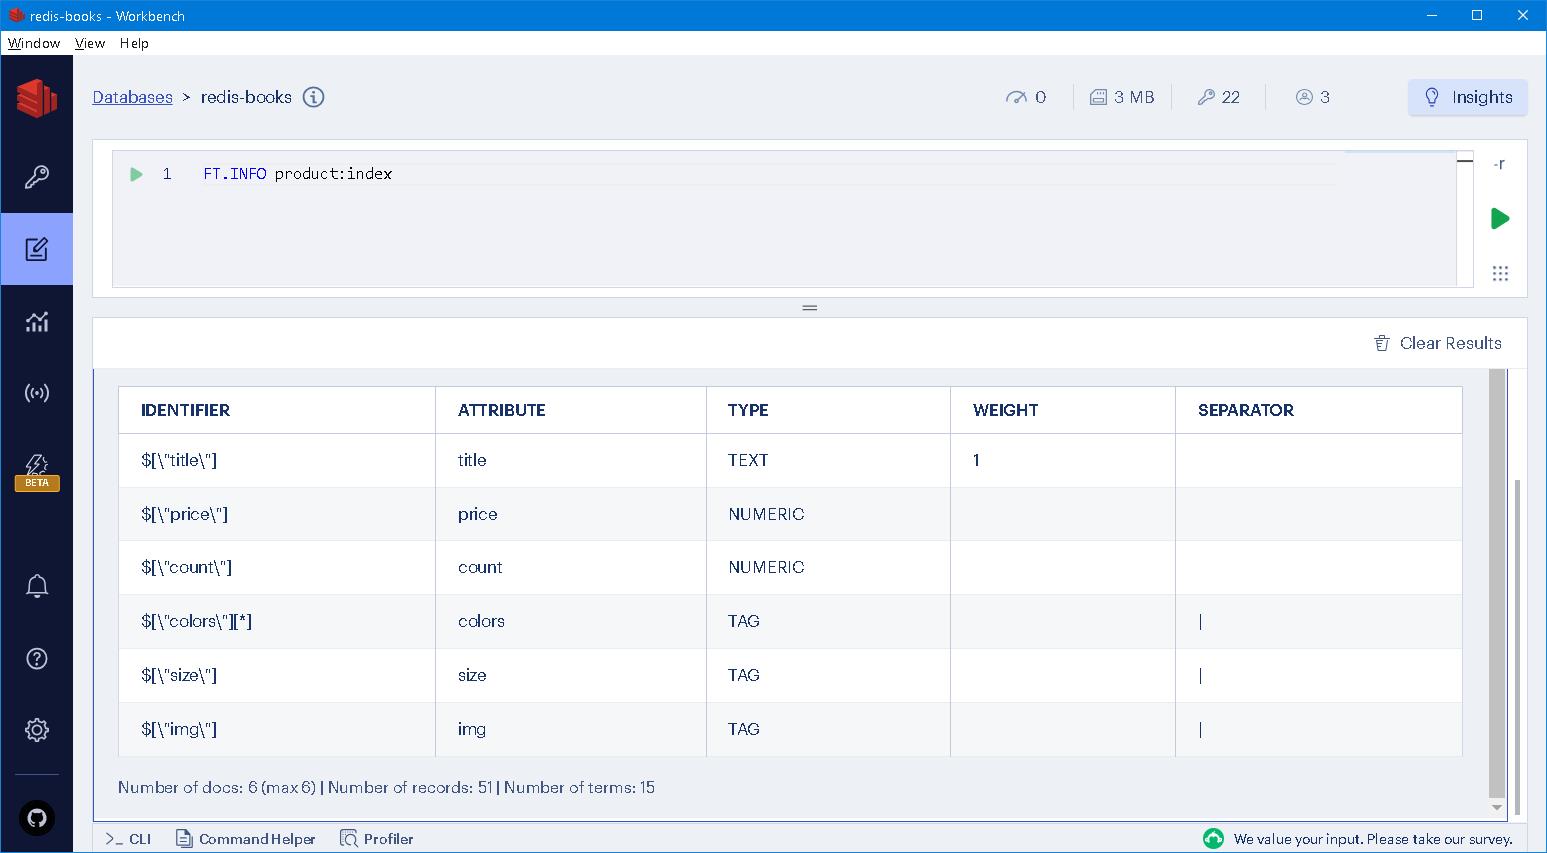 redis-books - Workbench
Window View Help
Databases > redis-books
0 3 MB 22 3 Insights
1 FT.INFO product:index
-r
Clear Results
IDENTIFIER ATTRIBUTE TYPE WEIGHT SEPARATOR
$[\"title\"] title TEXT 1
$[\"price\"] price NUMERIC
$[\"count\"] count NUMERIC
$[\"colors\"][*] colors TAG |
$[\"size\"] size TAG |
$[\"img\"] img TAG |
BETA
Number of docs: 6 (max 6) | Number of records: 51 | Number of terms: 15
>_ CLI Command Helper Profiler We value your input. Please take our survey.